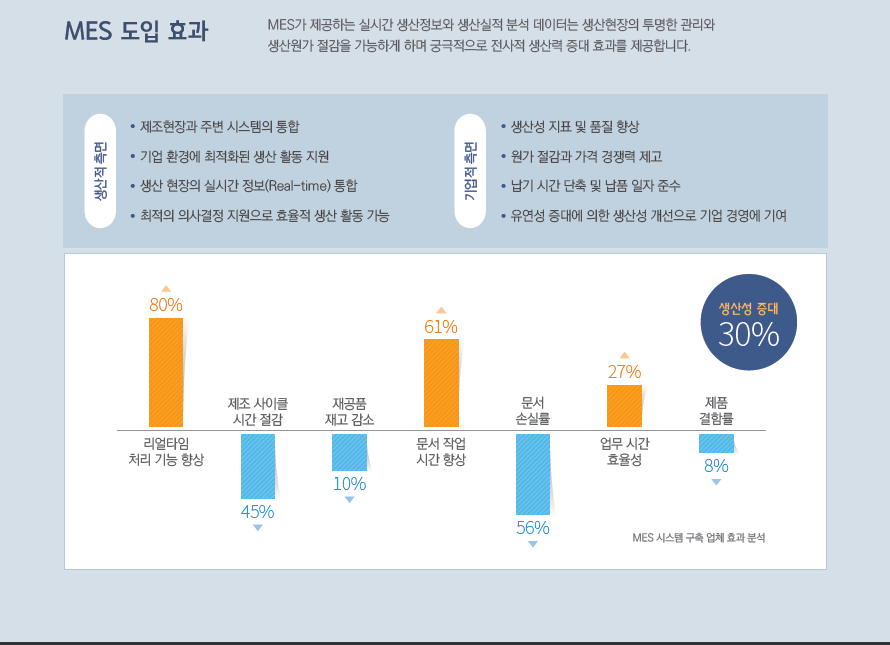 MES 도입 효과
MES가 제공하는 실시간 생산정보와 생산실적 분석 데이터는 생산현장의 투명한 관리와
생산원가 절감을 가능하게 하며 궁극적으로 전사적 생산력 증대 효과를 제공합니다.
생산적 측면
• 제조현장과 주변 시스템의 통합
• 기업 환경에 최적화된 생산 활동 지원
• 생산 현장의 실시간 정보(Real-time) 통합
• 최적의 의사결정 지원으로 효율적 생산 활동 가능
기업적 측면
• 생산성 지표 및 품질 향상
• 원가 절감과 가격 경쟁력 제고
• 납기 시간 단축 및 납품 일자 준수
• 유연성 증대에 의한 생산성 개선으로 기업 경영에 기여
생산성 증대
30%
80%
리얼타임
처리 기능 향상
제조 사이클
시간 절감
45%
재공품
재고 감소
10%
61%
문서 작업
시간 향상
문서
손실률
56%
27%
업무 시간
효율성
제품
결함률
8%
MES 시스템 구축 업체 효과 분석